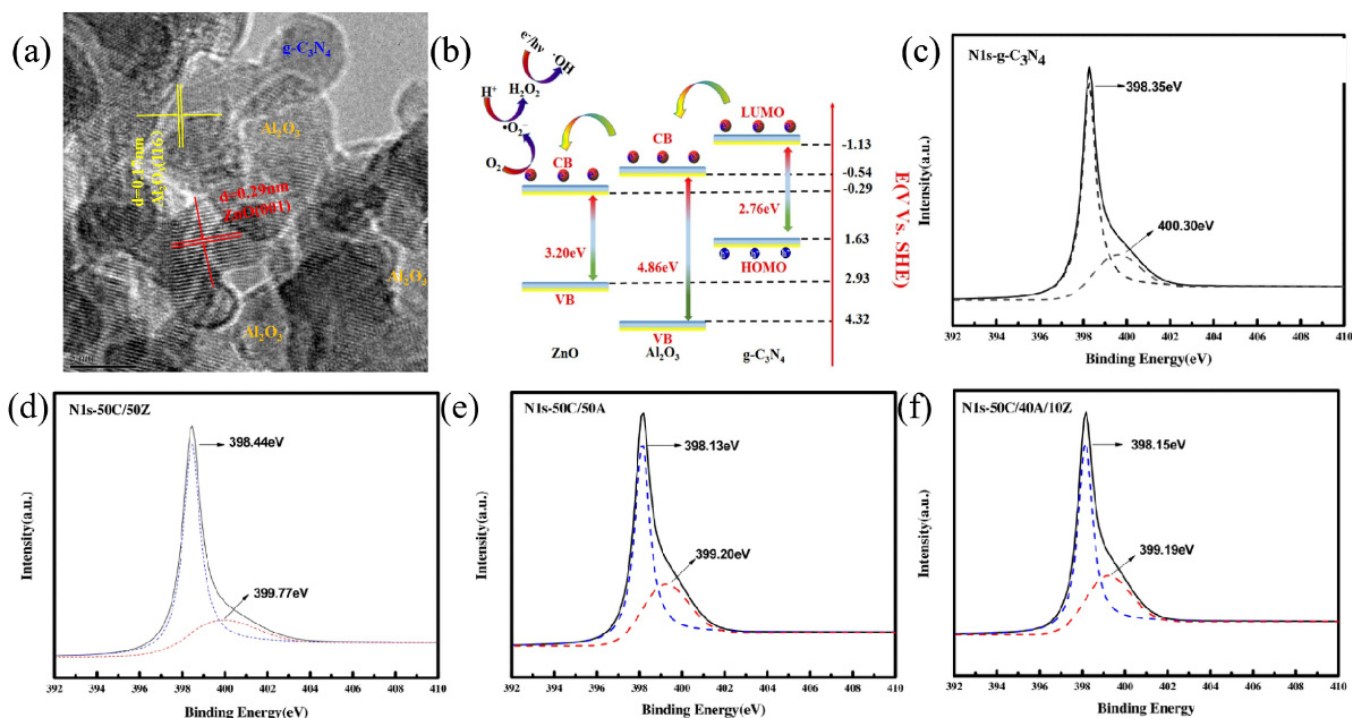 (a)
g-C₃N₄
Al₂O₃
Al₂O₃(116)
d=0.29nm
ZnO(001)
Al₂O₃
Al₂O₃
(b)
e⁻/hv
·OH
H⁺
H₂O₂
•O₂⁻
O₂
CB
CB
LUMO
-1.13
-0.54
-0.29
2.76eV
1.63
3.20eV
4.86eV
HOMO
2.93
VB
4.32
VB
ZnO
Al₂O₃
g-C₃N₄
E(V Vs. SHE)
(c)
N1s-g-C₃N₄
398.35eV
400.30eV
Intensity(a.u.)
392 394 396 398 400 402 404 406 408 410
Binding Energy(eV)
(d)
N1s-50C/50Z
398.44eV
399.77eV
Intensity(a.u.)
392 394 396 398 400 402 404 406 408 410
Binding Energy(eV)
(e)
N1s-50C/50A
398.13eV
399.20eV
Intensity(a.u.)
392 394 396 398 400 402 404 406 408 410
Binding Energy(eV)
(f)
N1s-50C/40A/10Z
398.15eV
399.19eV
Intensity(a.u.)
392 394 396 398 400 402 404 406 408 410
Binding Energy